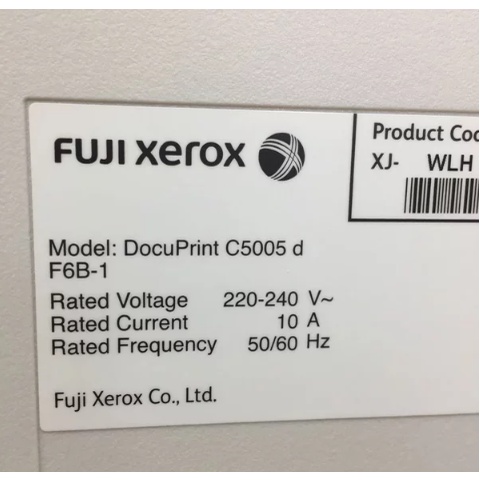 FUJI xerox
Product Co
XJ- WLH
Model: DocuPrint C5005 d
F6B-1
Rated Voltage 220-240 V~
Rated Current 10 A
Rated Frequency 50/60 Hz
Fuji Xerox Co., Ltd.